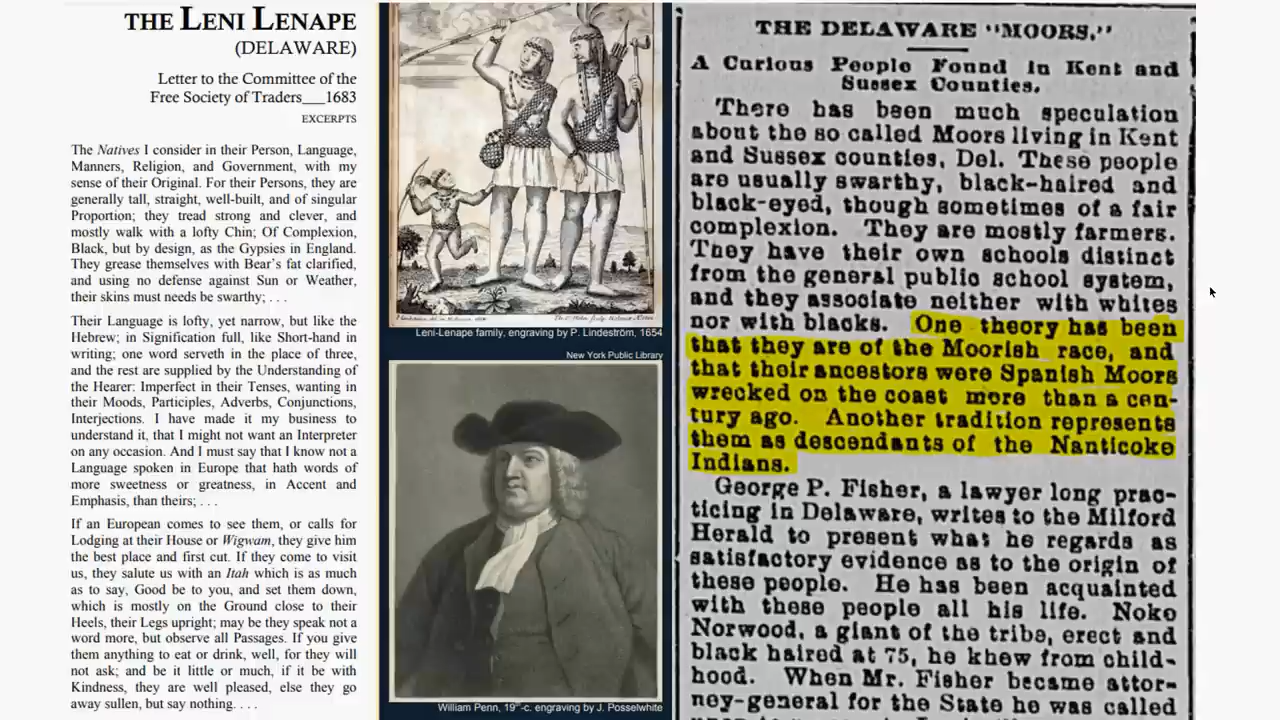 THE LENI LENAPE
(DELAWARE)
Letter to the Committee of the
Free Society of Traders___1683
EXCERPTS
The Natives I consider in their Person, Language,
Manners, Religion, and Government, with my
sense of their Original. For their Persons, they are
generally tall, straight, well-built, and of singular
Proportion; they tread strong and clever, and
mostly walk with a lofty Chin; Of Complexion,
Black, but by design, as the Gypsies in England.
They grease themselves with Bear's fat clarified,
and using no defense against Sun or Weather,
their skins must needs be swarthy; . . .
Their Language is lofty, yet narrow, but like the
Hebrew; in Signification full, like Short-hand in
writing; one word serveth in the place of three,
and the rest are supplied by the Understanding of
the Hearer: Imperfect in their Tenses, wanting in
their Moods, Participles, Adverbs, Conjunctions,
Interjections. I have made it my business to
understand it, that I might not want an Interpreter
on any occasion. And I must say that I know not a
Language spoken in Europe that hath words of
more sweetness or greatness, in Accent and
Emphasis, than theirs; . . .
If an European comes to see them, or calls for
Lodging at their House or Wigwam, they give him
the best place and first cut. If they come to visit
us, they salute us with an Itah which is as much
as to say, Good be to you, and set them down,
which is mostly on the Ground close to their
Heels, their Legs upright; may be they speak not a
word more, but observe all Passages. If you give
them anything to eat or drink, well, for they will
not ask; and be it little or much, if it be with
Kindness, they are well pleased, else they go
away sullen, but say nothing. . . .
Leni-Lenape family, engraving by P. Lindeström, 1654
New York Public Library
William Penn, 19th-c. engraving by J. Posselwhite
THE DELAWARE "MOORS."
A Curious People Found in Kent and
Sussex Counties.
There has been much speculation
about the so called Moors living in Kent
and Sussex counties, Del. These people
are usually swarthy, black-haired and
black-eyed, though sometimes of a fair
complexion. They are mostly farmers.
They have their own schools distinct
from the general public school system,
and they associate neither with whites
nor with blacks. One theory has been
that they are of the Moorish race, and
that their ancestors were Spanish Moors
wrecked on the coast more than a cen-
tury ago. Another tradition represents
them as descendants of the Nanticoke
Indians.
George P. Fisher, a lawyer long prac-
ticing in Delaware, writes to the Milford
Herald to present what he regards as
satisfactory evidence as to the origin of
these people. He has been acquainted
with these people all his life. Noke
Norwood, a giant of the tribe, erect and
black haired at 75, he knew from child-
hood. When Mr. Fisher became attor-
ney-general for the State he was called